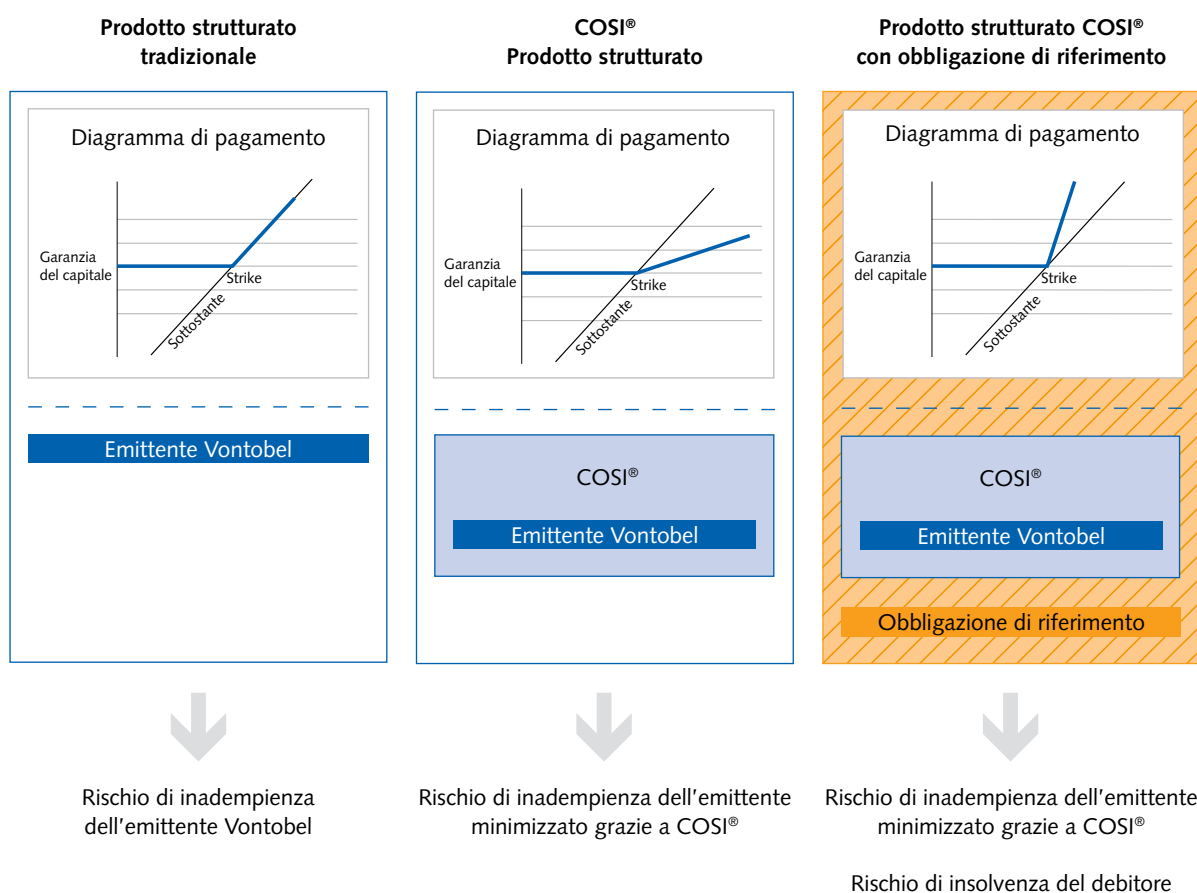 Prodotto strutturato
tradizionale
Diagramma di pagamento
Garanzia
del capitale
Strike
Sottostante
Emittente Vontobel
Rischio di inadempienza
dell'emittente Vontobel
COSI®
Prodotto strutturato
Diagramma di pagamento
Garanzia
del capitale
Strike
Sottostante
COSI®
Emittente Vontobel
Rischio di inadempienza dell'emittente
minimizzato grazie a COSI®
Prodotto strutturato COSI®
con obbligazione di riferimento
Diagramma di pagamento
Garanzia
del capitale
Strike
Sottostante
COSI®
Emittente Vontobel
Obbligazione di riferimento
Rischio di inadempienza dell'emittente
minimizzato grazie a COSI®
Rischio di insolvenza del debitore